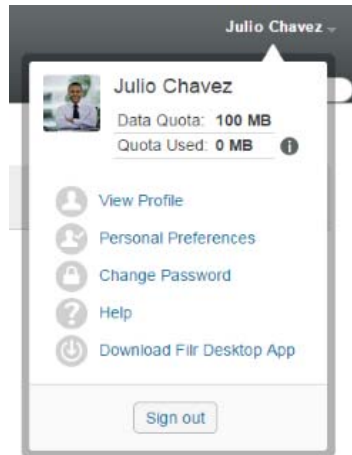 Julio Chavez
Julio Chavez
Data Quota: 100 MB
Quota Used: 0 MB
View Profile
Personal Preferences
Change Password
Help
Download Filr Desktop App
Sign out